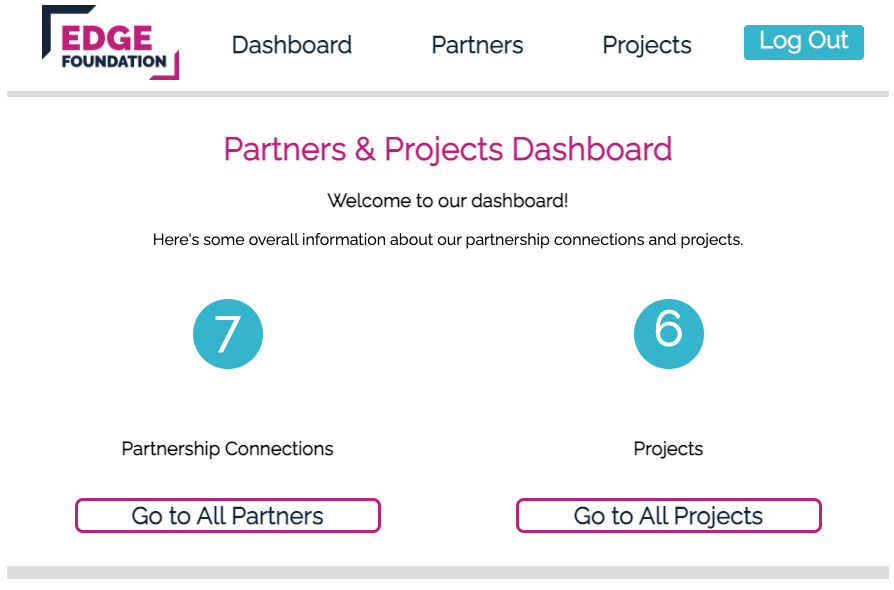 EDGE
FOUNDATION
Dashboard
Partners
Projects
Log Out
Partners & Projects Dashboard
Welcome to our dashboard!
Here's some overall information about our partnership connections and projects.
7
6
Partnership Connections
Projects
Go to All Partners
Go to All Projects